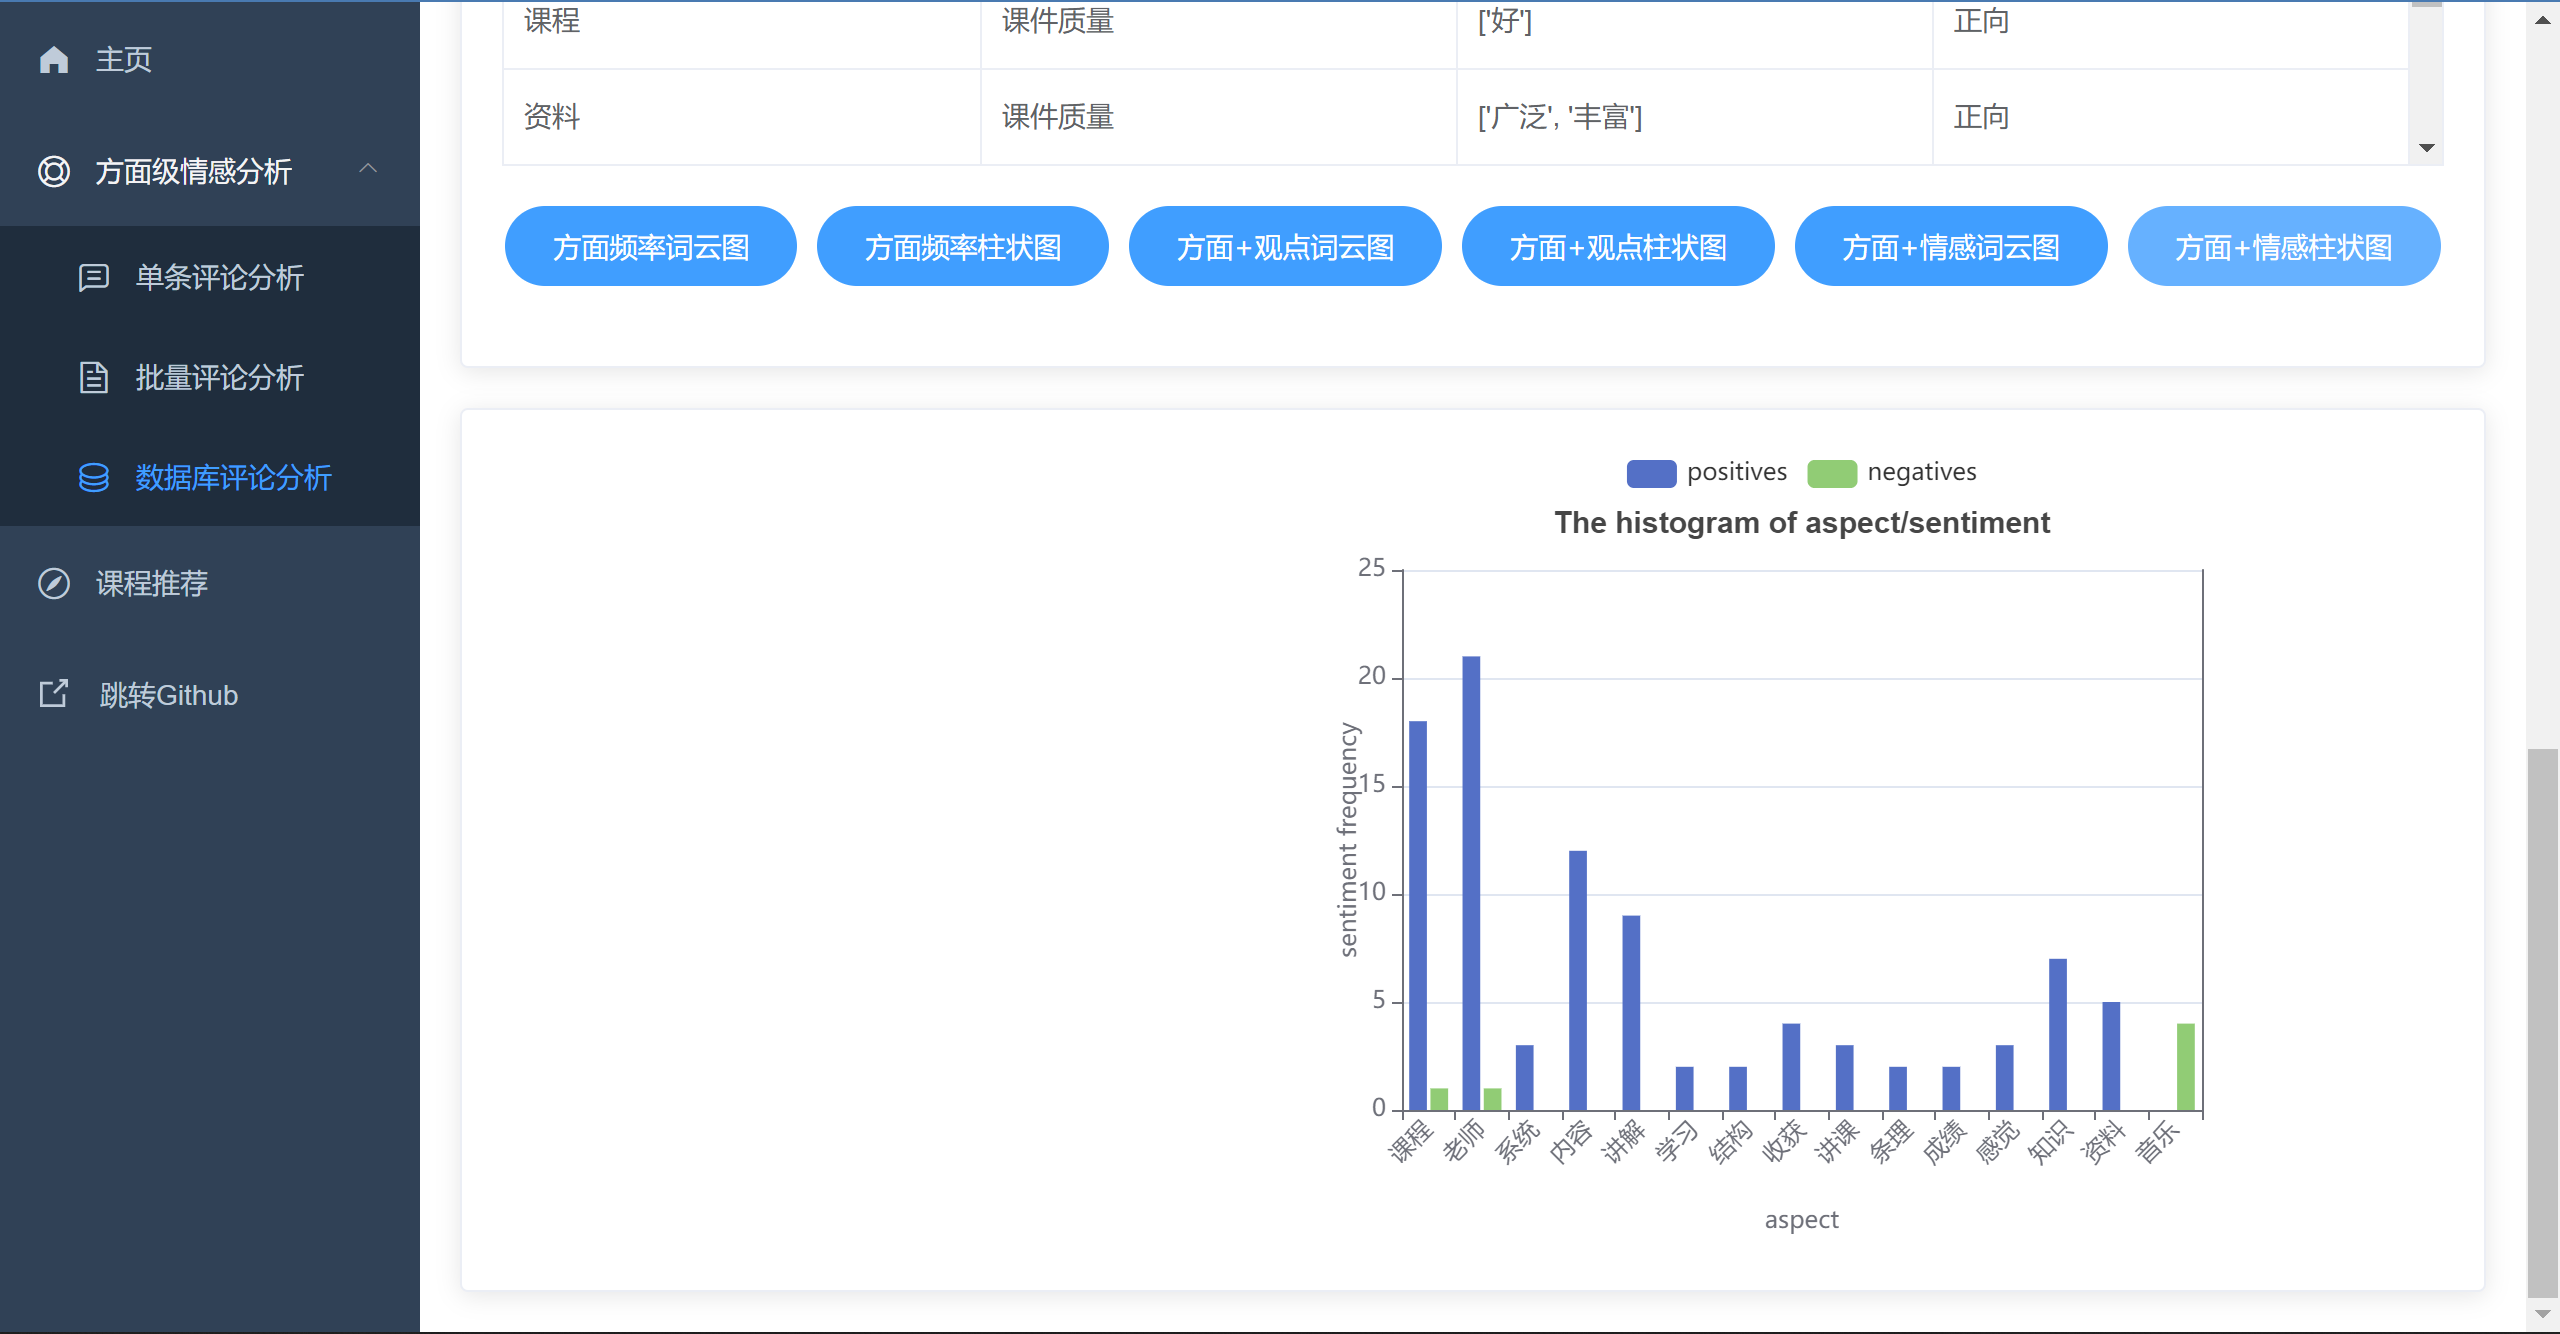 主页
方面级情感分析
单条评论分析
批量评论分析
数据库评论分析
课程推荐
跳转Github
课程 课件质量 ['好'] 正向
资料 课件质量 ['广泛', '丰富'] 正向
方面频率词云图 方面频率柱状图 方面+观点词云图 方面+观点柱状图 方面+情感词云图 方面+情感柱状图
positives negatives
The histogram of aspect/sentiment
sentiment frequency
25
20
15
10
5
0
课程 老师 系统 内容 讲解 学习 结构 收获 讲课 条理 成绩 感觉 知识 资料 音乐
aspect